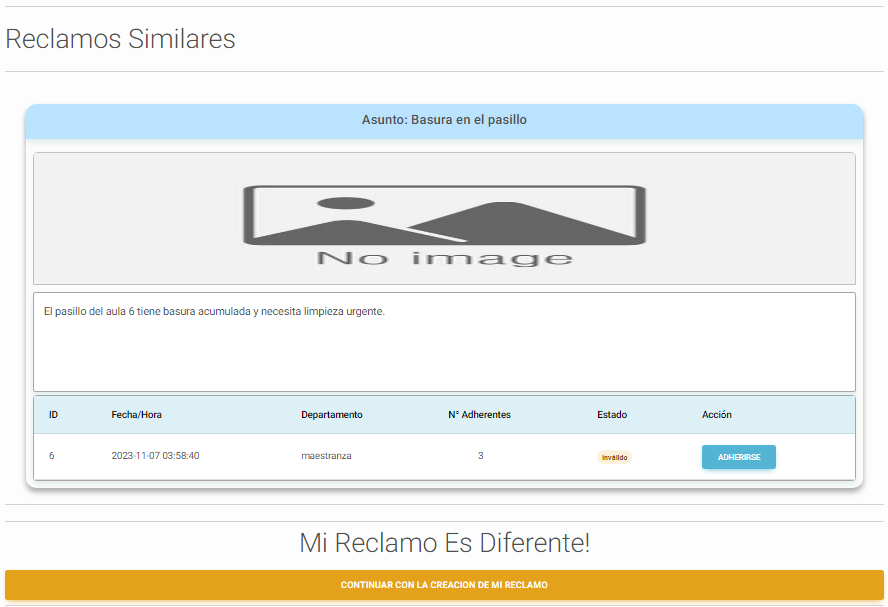 Reclamos Similares
Asunto: Basura en el pasillo
No image
El pasillo del aula 6 tiene basura acumulada y necesita limpieza urgente.
ID Fecha/Hora Departamento N° Adherentes Estado Acción
6 2023-11-07 03:58:40 maestranza 3 Inválido ADHERIRSE
Mi Reclamo Es Diferente!
CONTINUAR CON LA CREACION DE MI RECLAMO